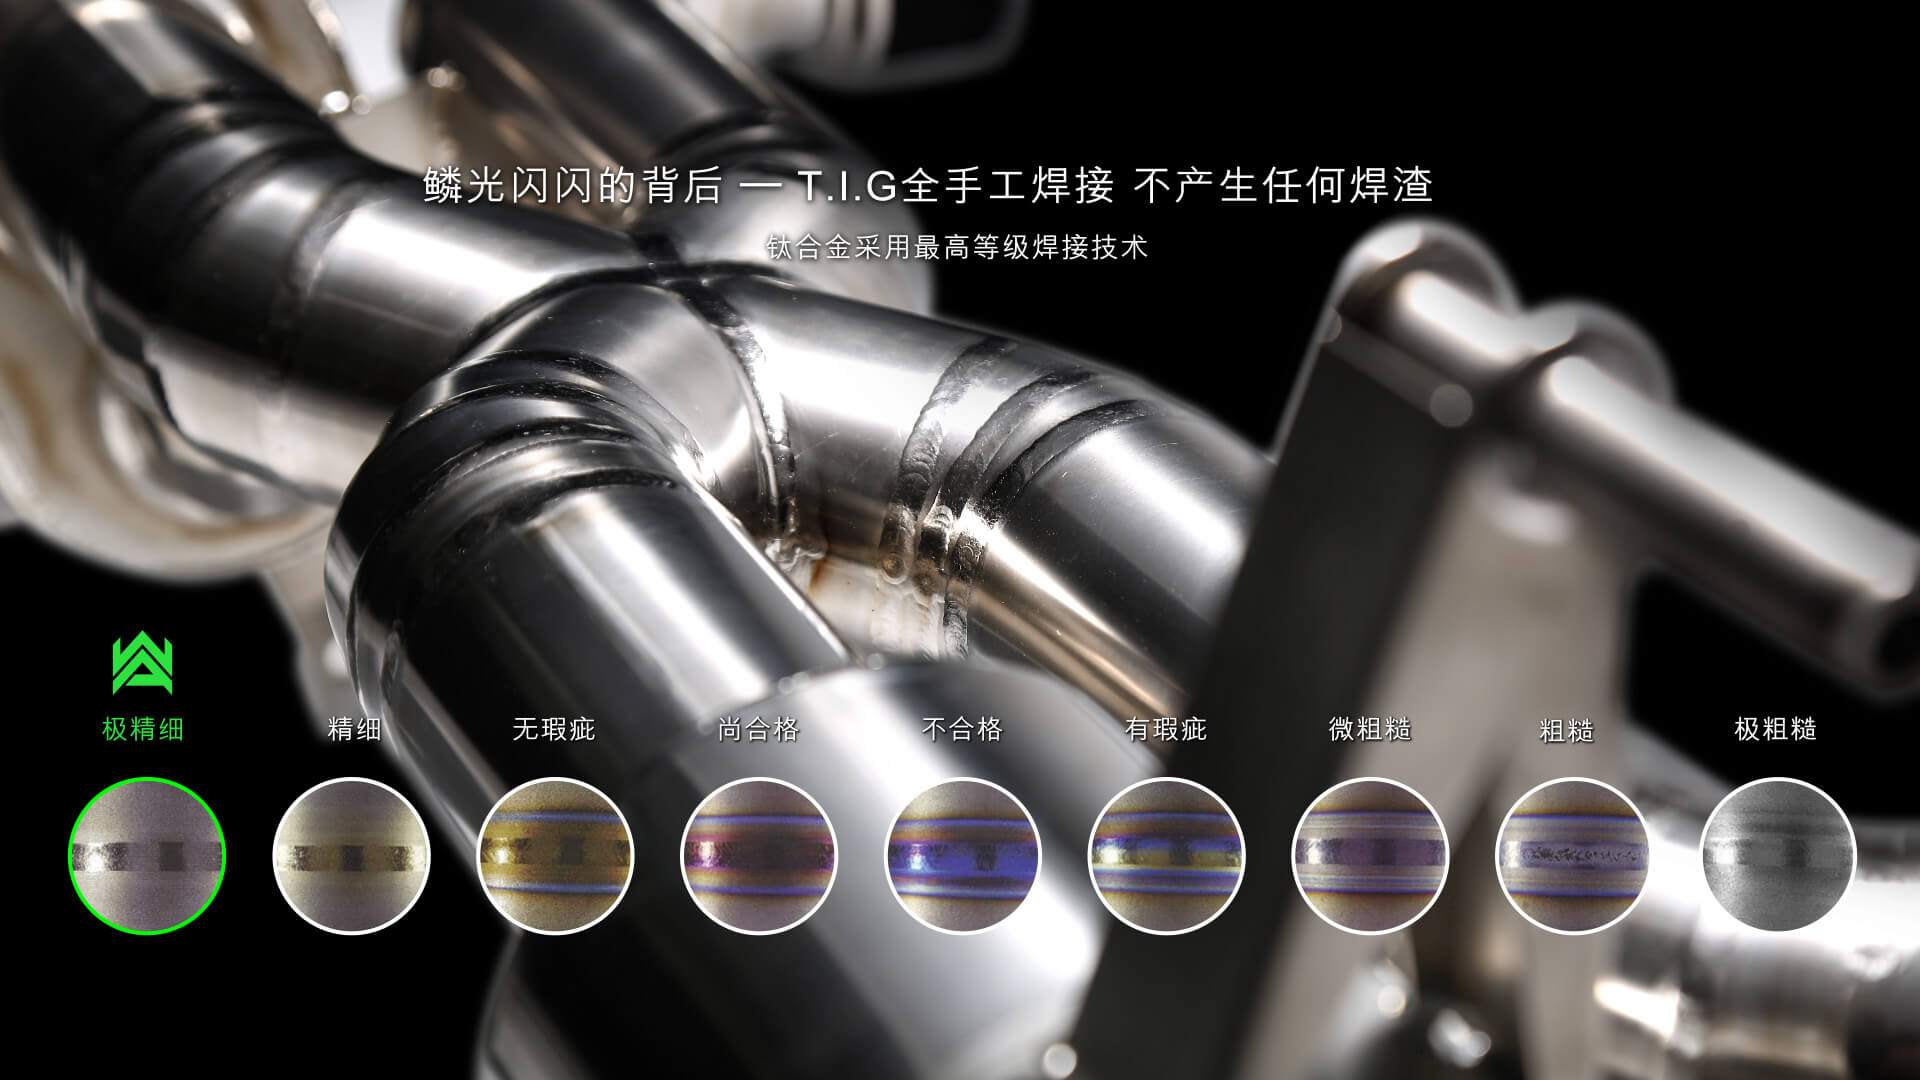 鳞光闪闪的背后 — T.I.G全手工焊接 不产生任何焊渣
钛合金采用最高等级焊接技术
极精细 精细 无瑕疵 尚合格 不合格 有瑕疵 微粗糙 粗糙 极粗糙